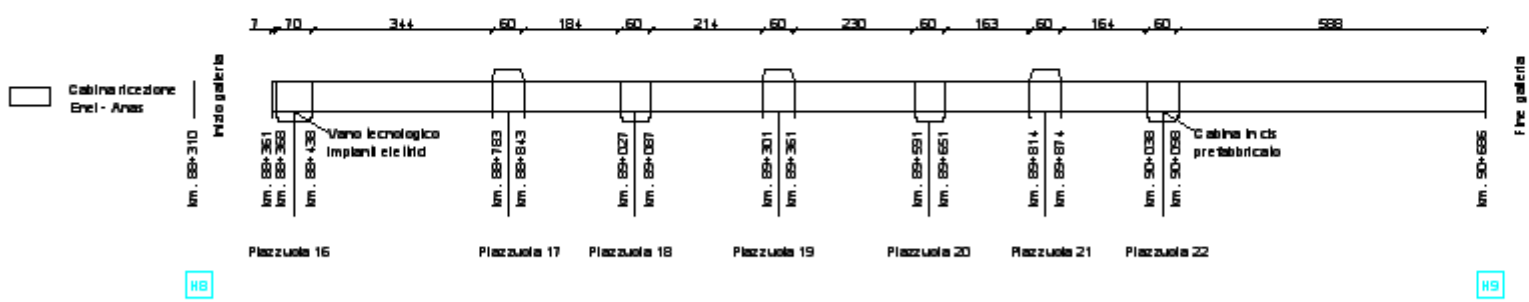 7 70 344 60 184 60 214 60 230 60 163 60 164 60 588
Cabina ricezione
Enel - Anas
Inizio galleria
Fine galleria
Vano tecnologico
impianti elettrici
Cabina in cls
prefabbricato
km. 88+310
km. 88+361
km. 88+368
km. 88+438
km. 88+783
km. 88+843
km. 89+027
km. 89+087
km. 89+301
km. 89+361
km. 89+591
km. 89+651
km. 89+814
km. 89+874
km. 90+038
km. 90+098
km. 90+686
Piazzuola 16 Piazzuola 17 Piazzuola 18 Piazzuola 19 Piazzuola 20 Piazzuola 21 Piazzuola 22
H8 H9